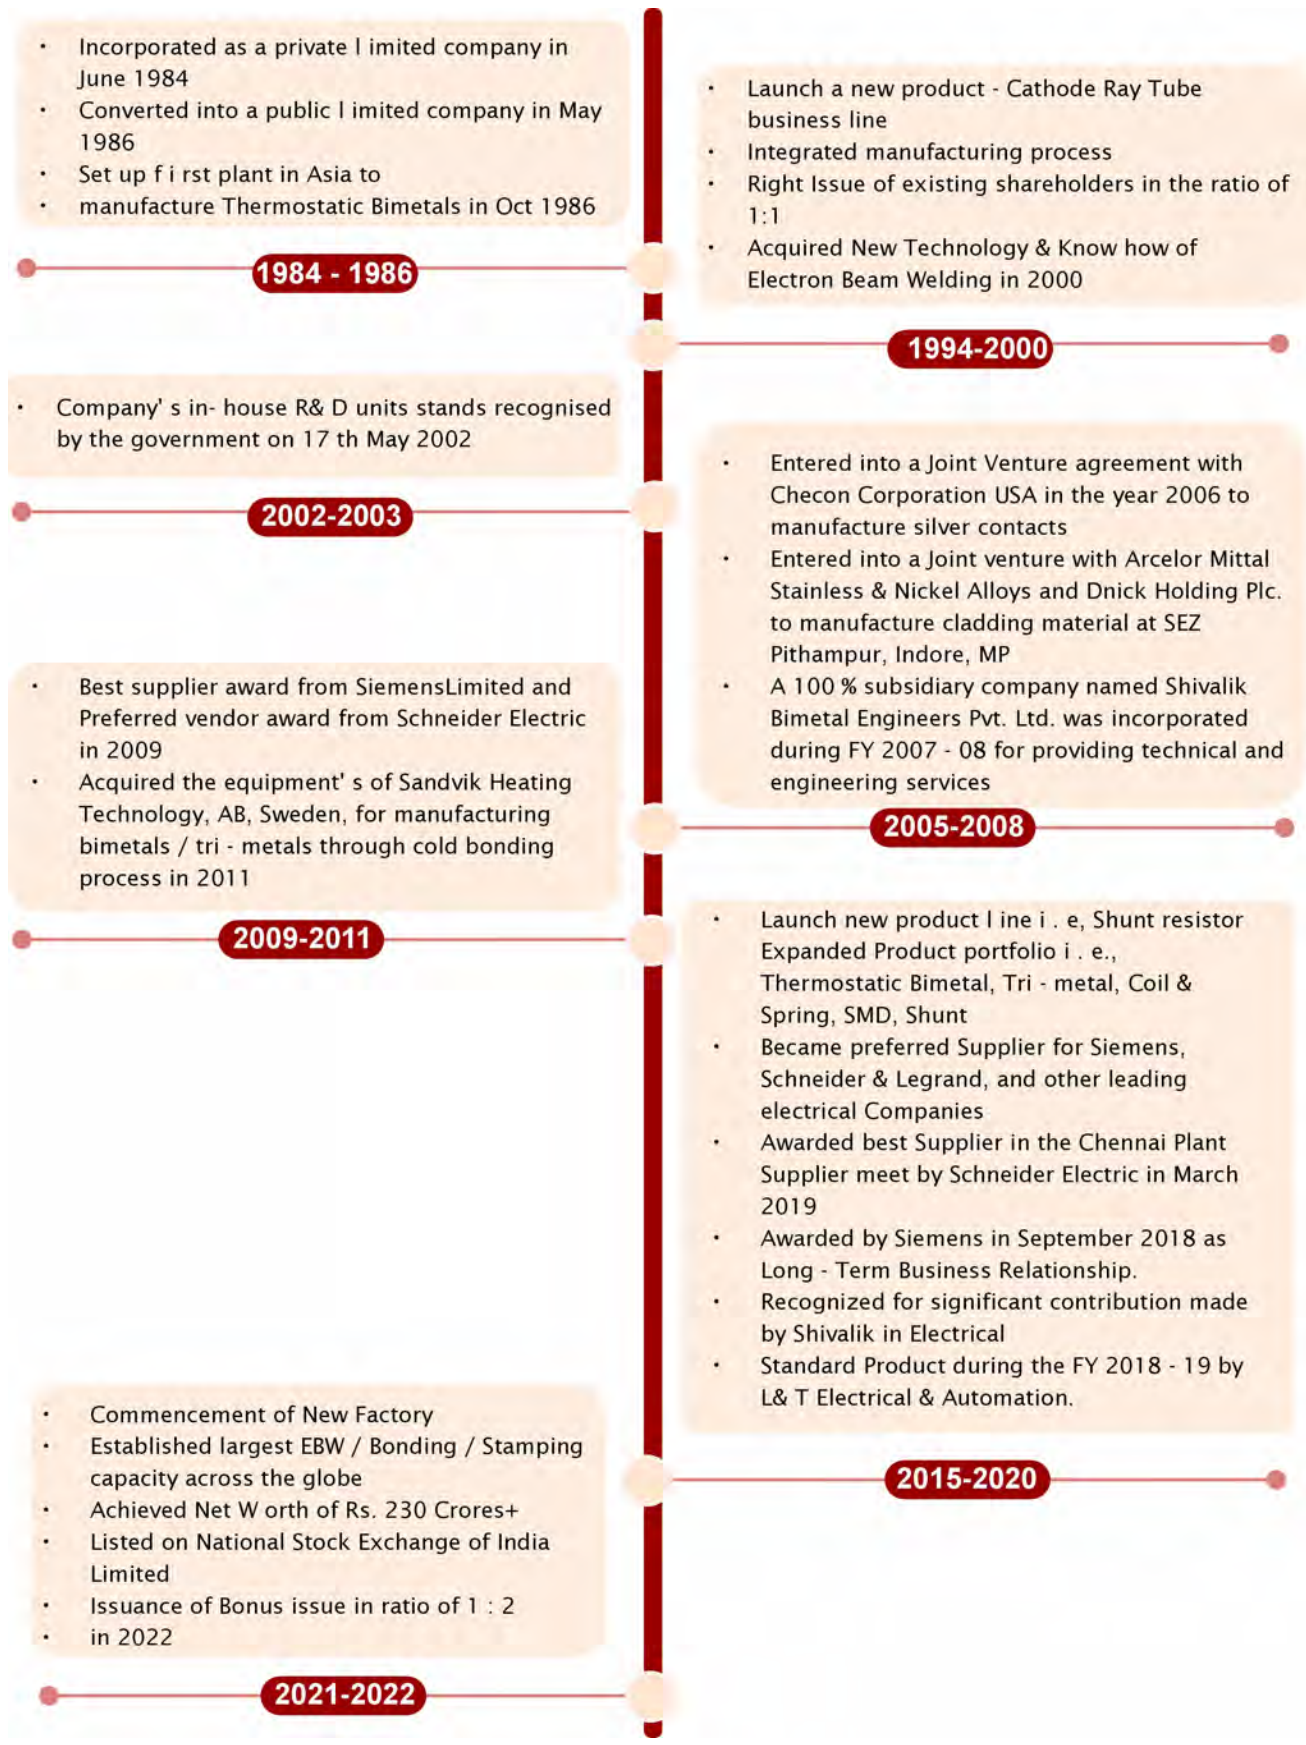 • Incorporated as a private l imited company in
June 1984
• Converted into a public l imited company in May
1986
• Set up f i rst plant in Asia to
• manufacture Thermostatic Bimetals in Oct 1986
1984 - 1986
• Launch a new product - Cathode Ray Tube
business line
• Integrated manufacturing process
• Right Issue of existing shareholders in the ratio of
1:1
• Acquired New Technology & Know how of
Electron Beam Welding in 2000
1994-2000
• Company' s in- house R& D units stands recognised
by the government on 17 th May 2002
2002-2003
• Entered into a Joint Venture agreement with
Checon Corporation USA in the year 2006 to
manufacture silver contacts
• Entered into a Joint venture with Arcelor Mittal
Stainless & Nickel Alloys and Dnick Holding Plc.
to manufacture cladding material at SEZ
Pithampur, Indore, MP
• A 100 % subsidiary company named Shivalik
Bimetal Engineers Pvt. Ltd. was incorporated
during FY 2007 - 08 for providing technical and
engineering services
2005-2008
• Best supplier award from SiemensLimited and
Preferred vendor award from Schneider Electric
in 2009
• Acquired the equipment' s of Sandvik Heating
Technology, AB, Sweden, for manufacturing
bimetals / tri - metals through cold bonding
process in 2011
2009-2011
• Launch new product l ine i . e, Shunt resistor
Expanded Product portfolio i . e.,
Thermostatic Bimetal, Tri - metal, Coil &
Spring, SMD, Shunt
• Became preferred Supplier for Siemens,
Schneider & Legrand, and other leading
electrical Companies
• Awarded best Supplier in the Chennai Plant
Supplier meet by Schneider Electric in March
2019
• Awarded by Siemens in September 2018 as
Long - Term Business Relationship.
• Recognized for significant contribution made
by Shivalik in Electrical
• Standard Product during the FY 2018 - 19 by
L& T Electrical & Automation.
2015-2020
• Commencement of New Factory
• Established largest EBW / Bonding / Stamping
capacity across the globe
• Achieved Net W orth of Rs. 230 Crores+
• Listed on National Stock Exchange of India
Limited
• Issuance of Bonus issue in ratio of 1 : 2
• in 2022
2021-2022